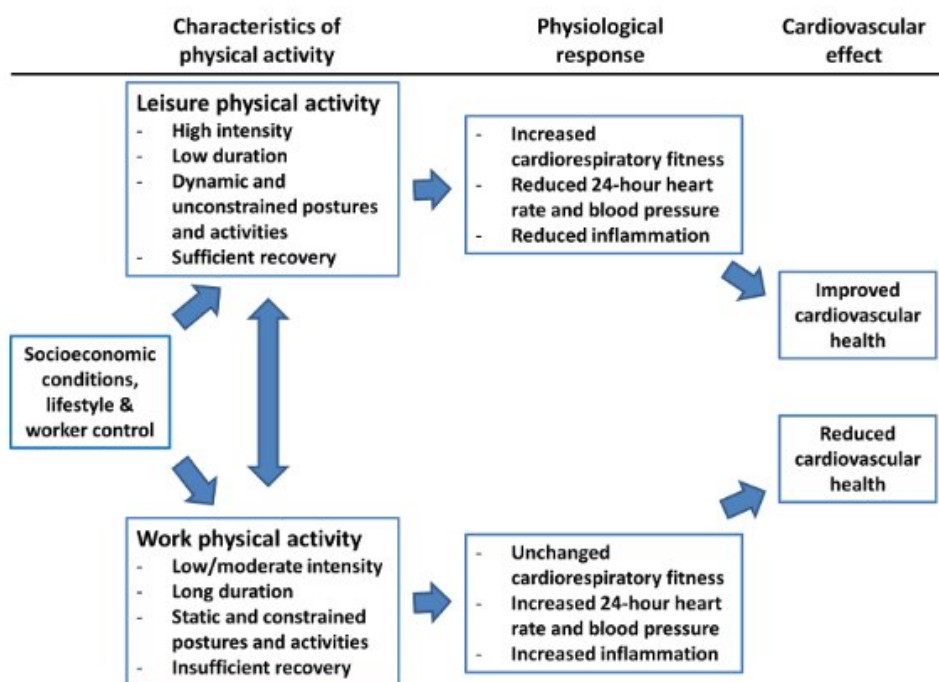 Characteristics of
physical activity
Physiological
response
Cardiovascular
effect
Leisure physical activity
- High intensity
- Low duration
- Dynamic and
unconstrained postures
and activities
- Sufficient recovery
- Increased
cardiorespiratory fitness
- Reduced 24-hour heart
rate and blood pressure
- Reduced inflammation
Improved
cardiovascular
health
Socioeconomic
conditions,
lifestyle &
worker control
Reduced
cardiovascular
health
Work physical activity
- Low/moderate intensity
- Long duration
- Static and constrained
postures and activities
- Insufficient recovery
- Unchanged
cardiorespiratory fitness
- Increased 24-hour heart
rate and blood pressure
- Increased inflammation